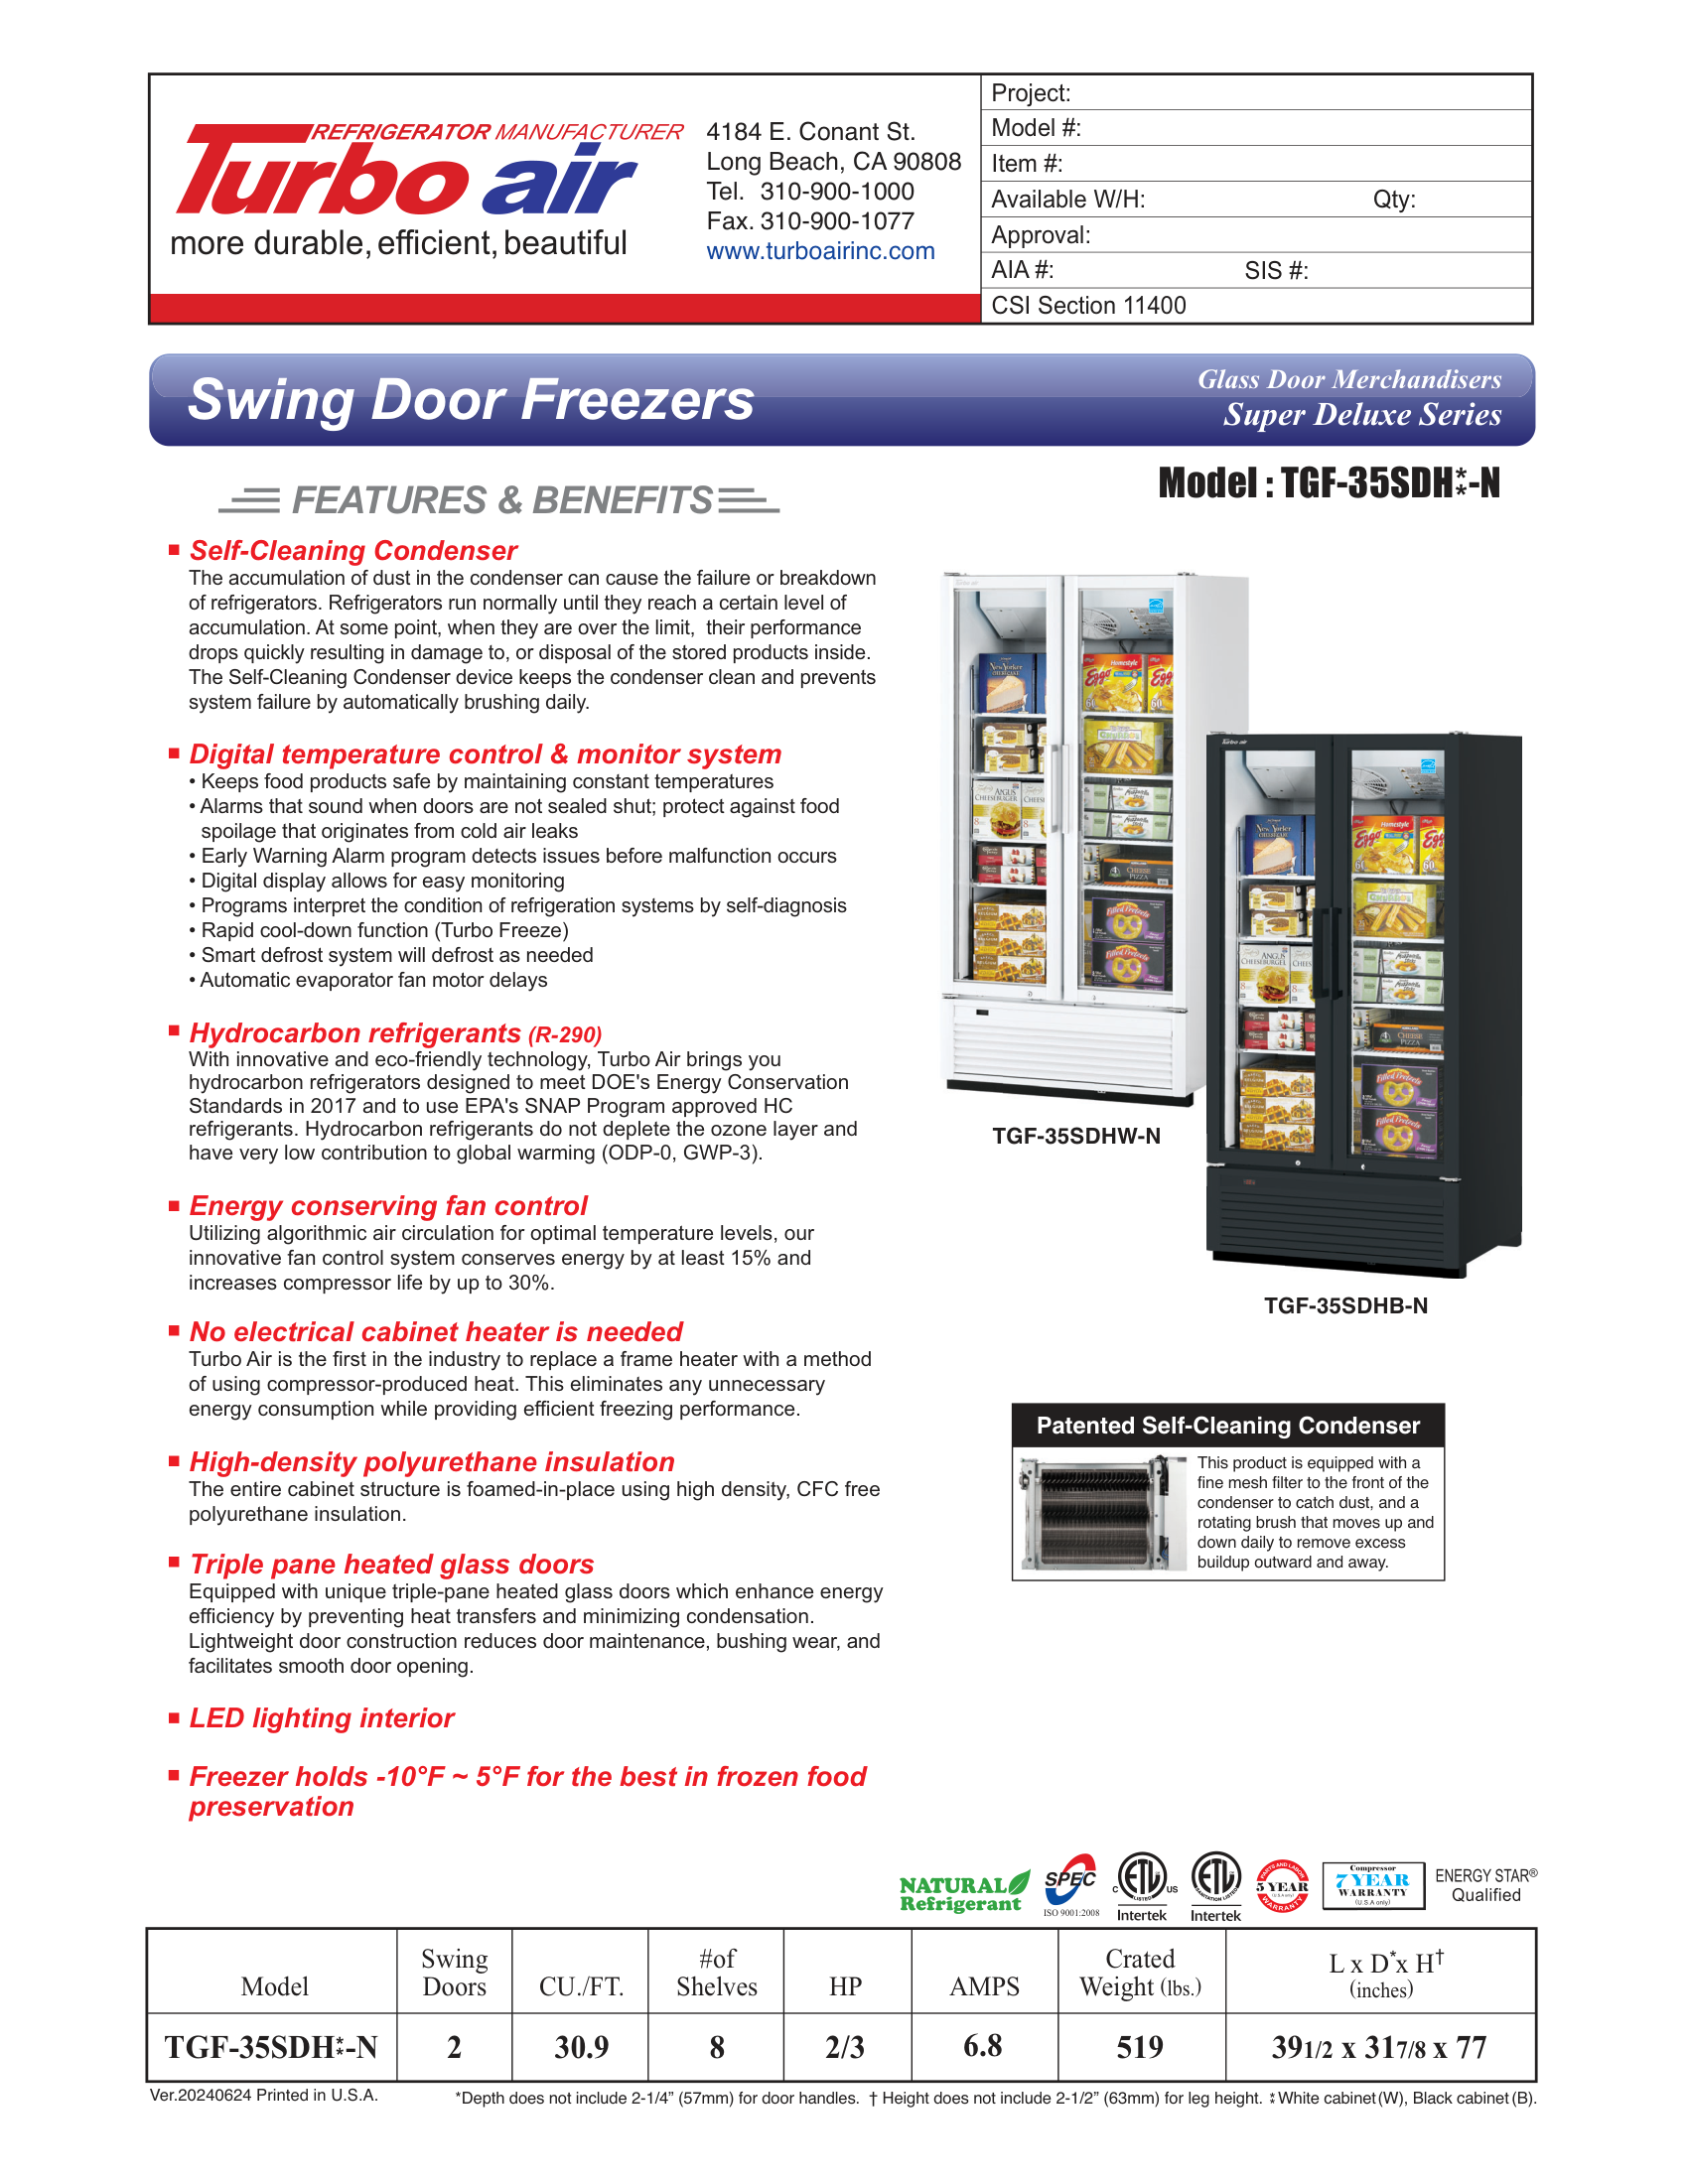 REFRIGERATOR MANUFACTURER
Turbo air
more durable, efficient, beautiful
4184 E. Conant St.
Long Beach, CA 90808
Tel. 310-900-1000
Fax. 310-900-1077
www.turboairinc.com
Project:
Model #:
Item #:
Available W/H: Qty:
Approval:
AIA #: SIS #:
CSI Section 11400
Swing Door Freezers
Glass Door Merchandisers
Super Deluxe Series
Model : TGF-35SDH⁑-N
FEATURES & BENEFITS
Self-Cleaning Condenser
The accumulation of dust in the condenser can cause the failure or breakdown
of refrigerators. Refrigerators run normally until they reach a certain level of
accumulation. At some point, when they are over the limit, their performance
drops quickly resulting in damage to, or disposal of the stored products inside.
The Self-Cleaning Condenser device keeps the condenser clean and prevents
system failure by automatically brushing daily.
Digital temperature control & monitor system
• Keeps food products safe by maintaining constant temperatures
• Alarms that sound when doors are not sealed shut; protect against food
spoilage that originates from cold air leaks
• Early Warning Alarm program detects issues before malfunction occurs
• Digital display allows for easy monitoring
• Programs interpret the condition of refrigeration systems by self-diagnosis
• Rapid cool-down function (Turbo Freeze)
• Smart defrost system will defrost as needed
• Automatic evaporator fan motor delays
Hydrocarbon refrigerants (R-290)
With innovative and eco-friendly technology, Turbo Air brings you
hydrocarbon refrigerators designed to meet DOE's Energy Conservation
Standards in 2017 and to use EPA's SNAP Program approved HC
refrigerants. Hydrocarbon refrigerants do not deplete the ozone layer and
have very low contribution to global warming (ODP-0, GWP-3).
Energy conserving fan control
Utilizing algorithmic air circulation for optimal temperature levels, our
innovative fan control system conserves energy by at least 15% and
increases compressor life by up to 30%.
No electrical cabinet heater is needed
Turbo Air is the first in the industry to replace a frame heater with a method
of using compressor-produced heat. This eliminates any unnecessary
energy consumption while providing efficient freezing performance.
High-density polyurethane insulation
The entire cabinet structure is foamed-in-place using high density, CFC free
polyurethane insulation.
Triple pane heated glass doors
Equipped with unique triple-pane heated glass doors which enhance energy
efficiency by preventing heat transfers and minimizing condensation.
Lightweight door construction reduces door maintenance, bushing wear, and
facilitates smooth door opening.
LED lighting interior
Freezer holds -10°F ~ 5°F for the best in frozen food
preservation
TGF-35SDHW-N
TGF-35SDHB-N
Patented Self-Cleaning Condenser
This product is equipped with a
fine mesh filter to the front of the
condenser to catch dust, and a
rotating brush that moves up and
down daily to remove excess
buildup outward and away.
NATURAL
Refrigerant
SPEC
ISO 9001:2008
C ETL US
LISTED
Intertek
ETL
SANITATION LISTED
Intertek
PARTS AND LABOR
5 YEAR
(U.S.A only)
WARRANTY
Compressor
7 YEAR
WARRANTY
(U.S.A only)
ENERGY STAR®
Qualified
Model Swing Doors CU./FT. #of Shelves HP AMPS Crated Weight (lbs.) L x D* x H† (inches)
TGF-35SDH⁑-N 2 30.9 8 2/3 6.8 519 39 1/2 x 31 7/8 x 77
Ver.20240624 Printed in U.S.A.
*Depth does not include 2-1/4” (57mm) for door handles. † Height does not include 2-1/2” (63mm) for leg height. ⁑ White cabinet (W), Black cabinet (B).